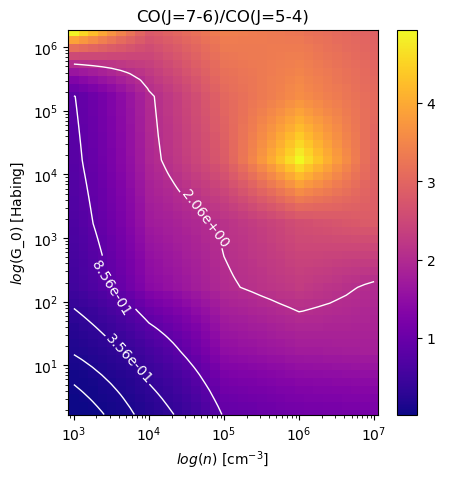 CO(J=7-6)/CO(J=5-4)
log(G_0) [Habing]
10^6
10^5
10^4
10^3
10^2
10^1
2.06e+00
8.56e-01
3.56e-01
10^3 10^4 10^5 10^6 10^7
log(n) [cm^−3]
4
3
2
1